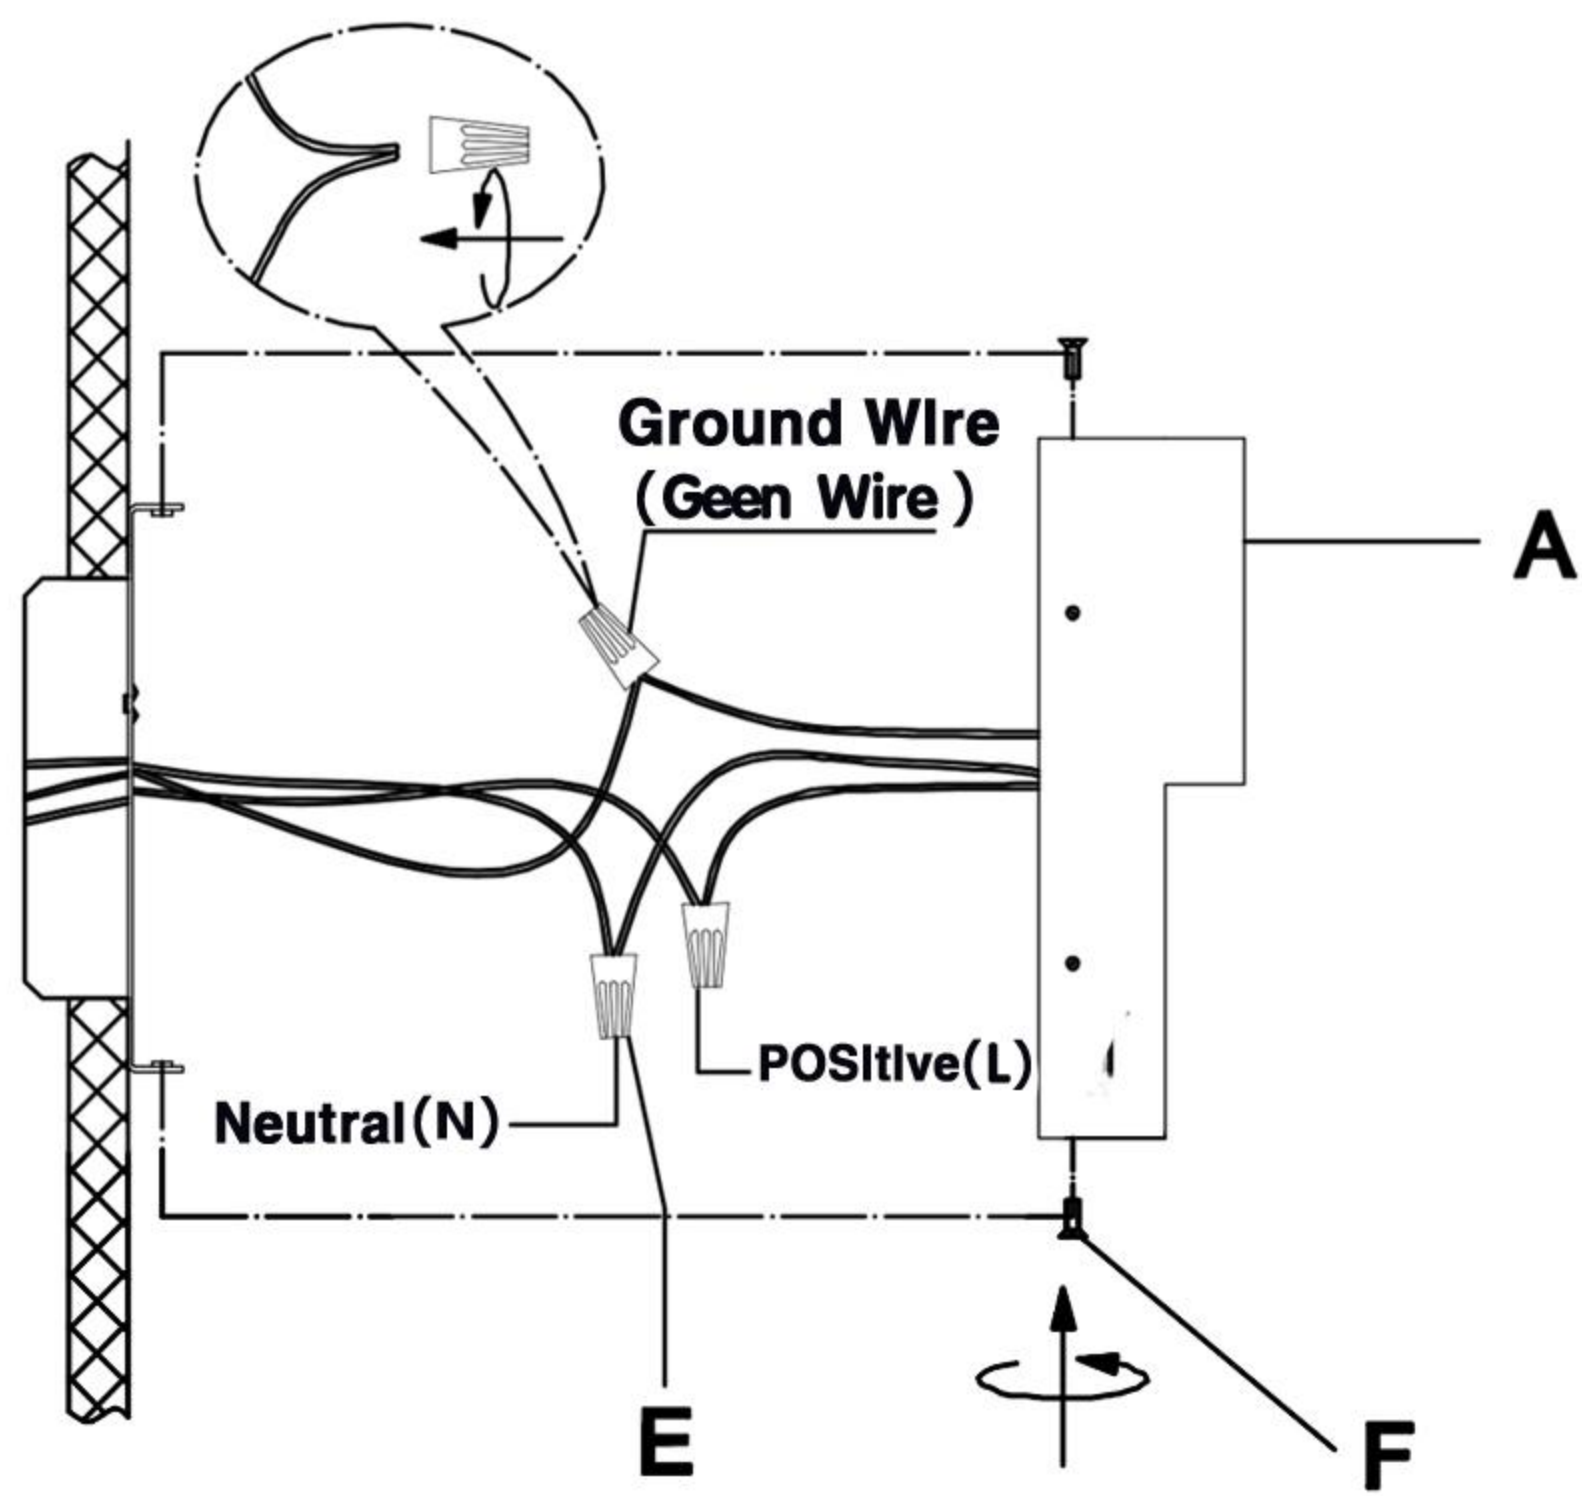 Ground WIre
(Geen Wire )
A
POSItIve(L)
Neutral(N)
E
F